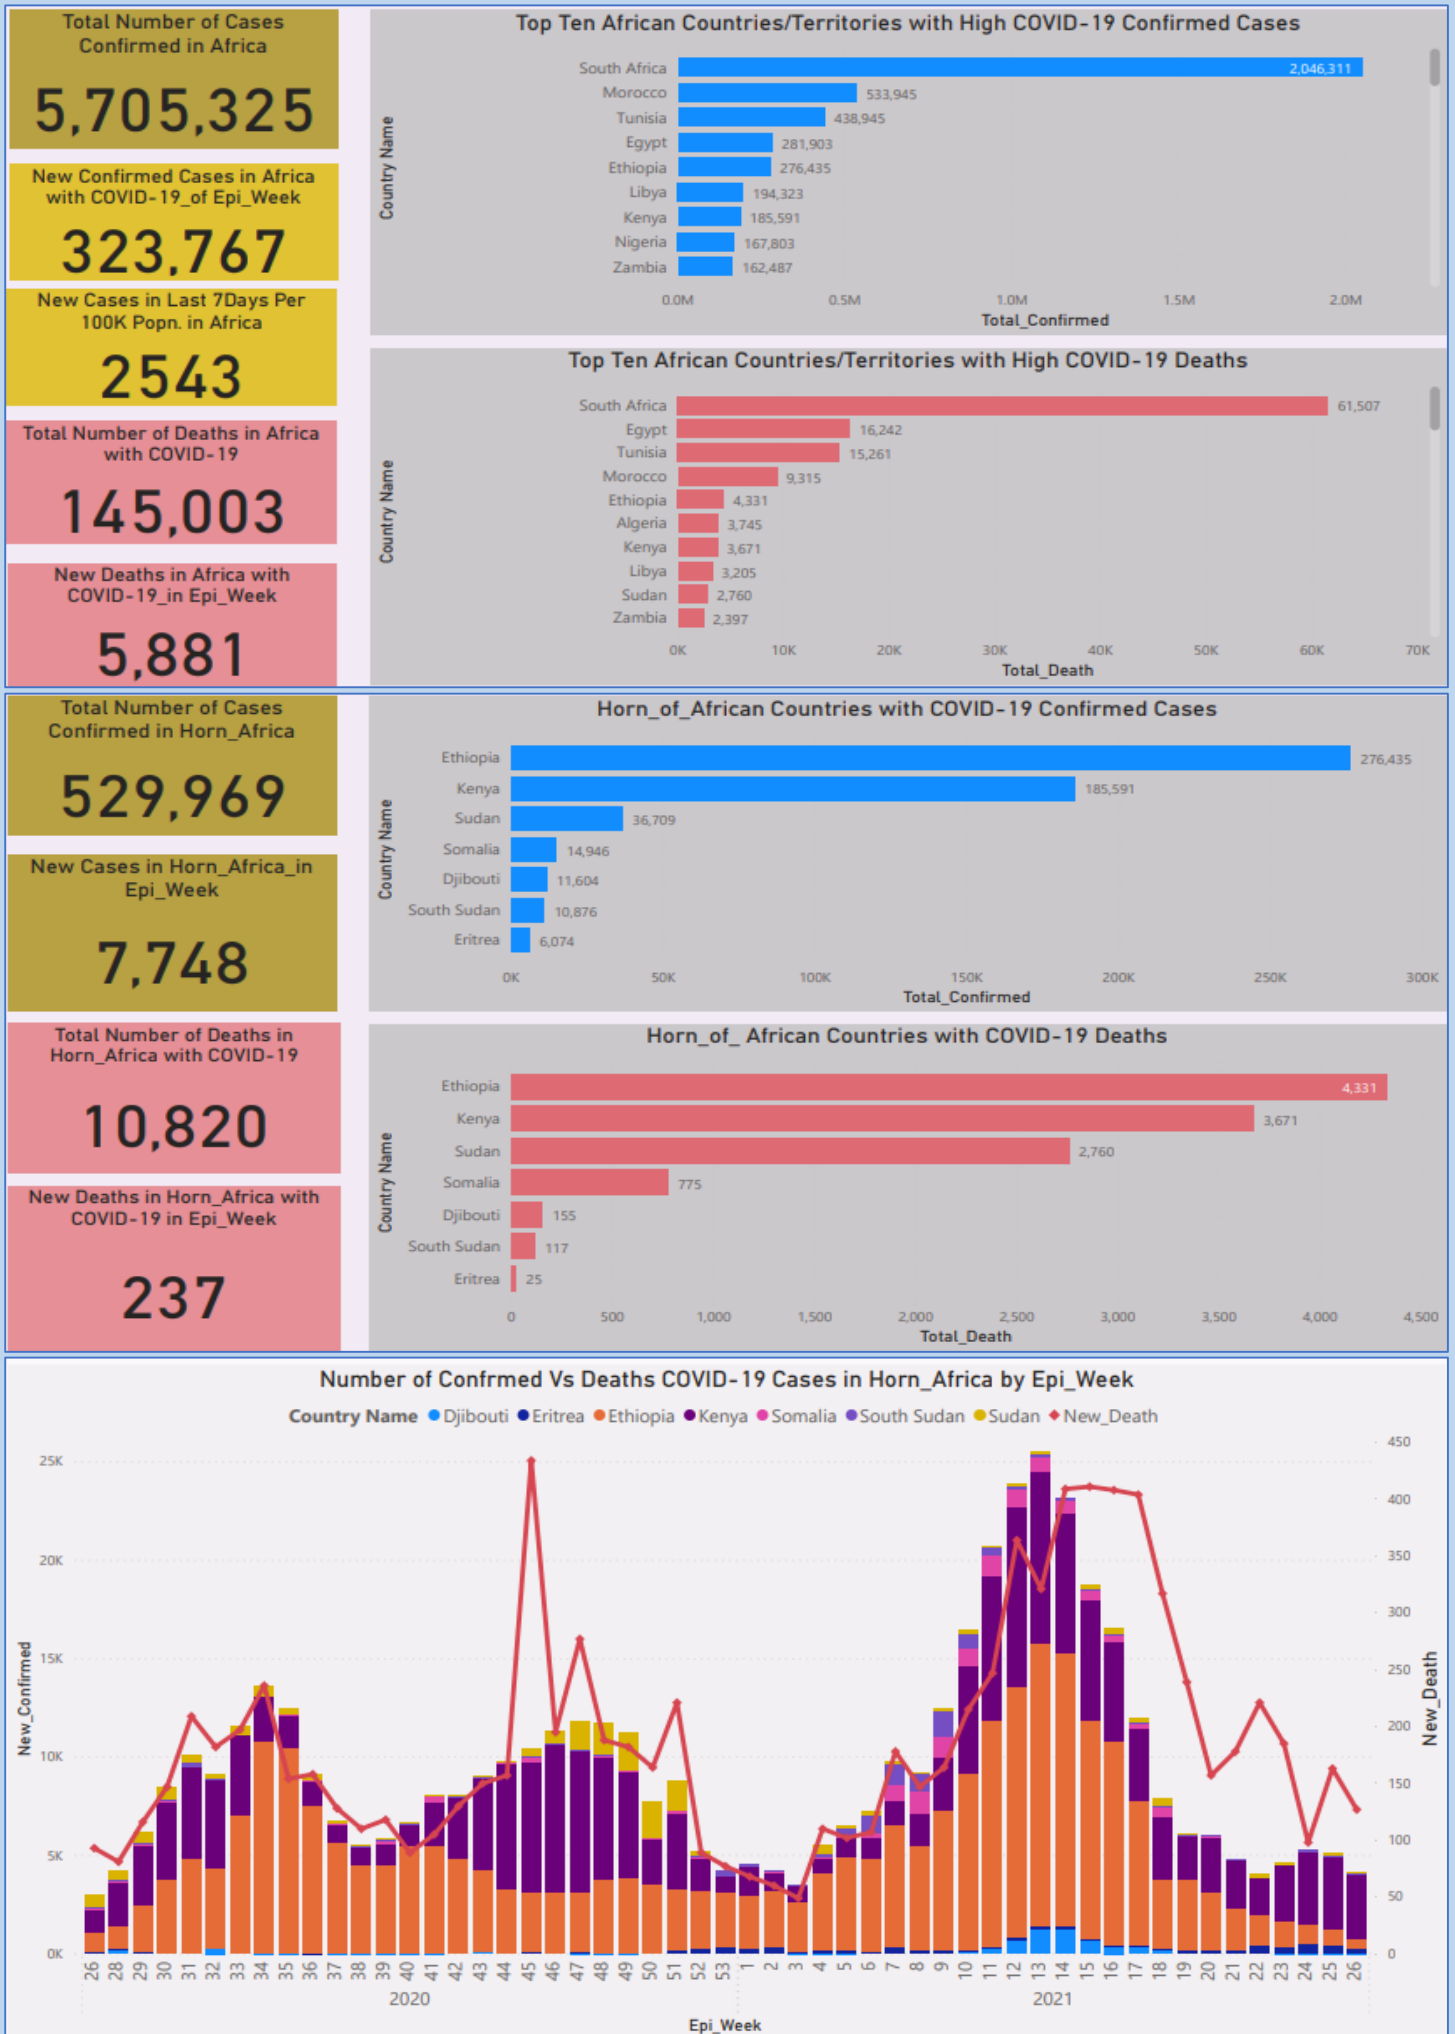 Total Number of Cases
Confirmed in Africa
5,705,325
New Confirmed Cases in Africa
with COVID-19_of Epi_Week
323,767
New Cases in Last 7Days Per
100K Popn. in Africa
2543
Total Number of Deaths in Africa
with COVID-19
145,003
New Deaths in Africa with
COVID-19_in Epi_Week
5,881
Top Ten African Countries/Territories with High COVID-19 Confirmed Cases
Country Name
South Africa 2,046,311
Morocco 533,945
Tunisia 438,945
Egypt 281,903
Ethiopia 276,435
Libya 194,323
Kenya 185,591
Nigeria 167,803
Zambia 162,487
0.0M 0.5M 1.0M 1.5M 2.0M
Total_Confirmed
Top Ten African Countries/Territories with High COVID-19 Deaths
Country Name
South Africa 61,507
Egypt 16,242
Tunisia 15,261
Morocco 9,315
Ethiopia 4,331
Algeria 3,745
Kenya 3,671
Libya 3,205
Sudan 2,760
Zambia 2,397
0K 10K 20K 30K 40K 50K 60K 70K
Total_Death
Total Number of Cases
Confirmed in Horn_Africa
529,969
New Cases in Horn_Africa_in
Epi_Week
7,748
Total Number of Deaths in
Horn_Africa with COVID-19
10,820
New Deaths in Horn_Africa with
COVID-19 in Epi_Week
237
Horn_of_African Countries with COVID-19 Confirmed Cases
Country Name
Ethiopia 276,435
Kenya 185,591
Sudan 36,709
Somalia 14,946
Djibouti 11,604
South Sudan 10,876
Eritrea 6,074
0K 50K 100K 150K 200K 250K 300K
Total_Confirmed
Horn_of_ African Countries with COVID-19 Deaths
Country Name
Ethiopia 4,331
Kenya 3,671
Sudan 2,760
Somalia 775
Djibouti 155
South Sudan 117
Eritrea 25
0 500 1,000 1,500 2,000 2,500 3,000 3,500 4,000 4,500
Total_Death
Number of Confrmed Vs Deaths COVID-19 Cases in Horn_Africa by Epi_Week
Country Name Djibouti Eritrea Ethiopia Kenya Somalia South Sudan Sudan New_Death
New_Confirmed
25K
20K
15K
10K
5K
0K
450
400
350
300
250
200
150
100
50
0
New_Death
26 28 29 30 31 32 33 34 35 36 37 38 39 40 41 42 43 44 45 46 47 48 49 50 51 52 53 1 2 3 4 5 6 7 8 9 10 11 12 13 14 15 16 17 18 19 20 21 22 23 24 25 26
2020 2021
Epi_Week